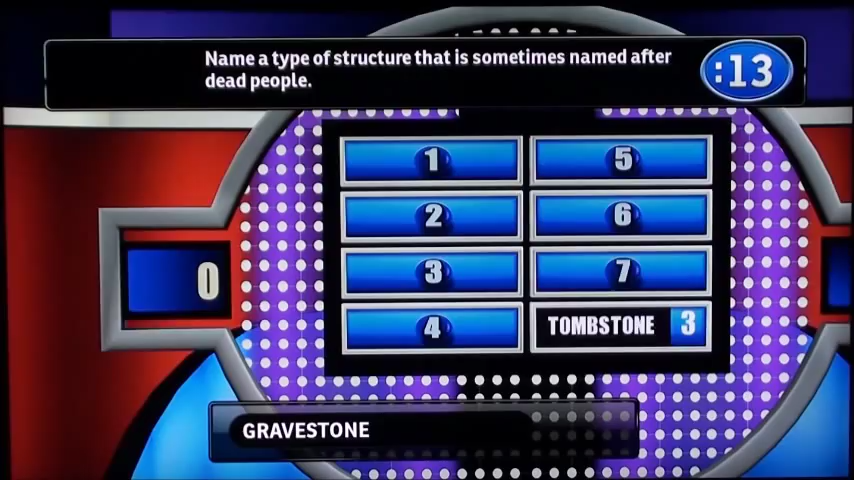 Name a type of structure that is sometimes named after
dead people.
:13
1
5
2
6
0
3
7
4
TOMBSTONE 3
GRAVESTONE